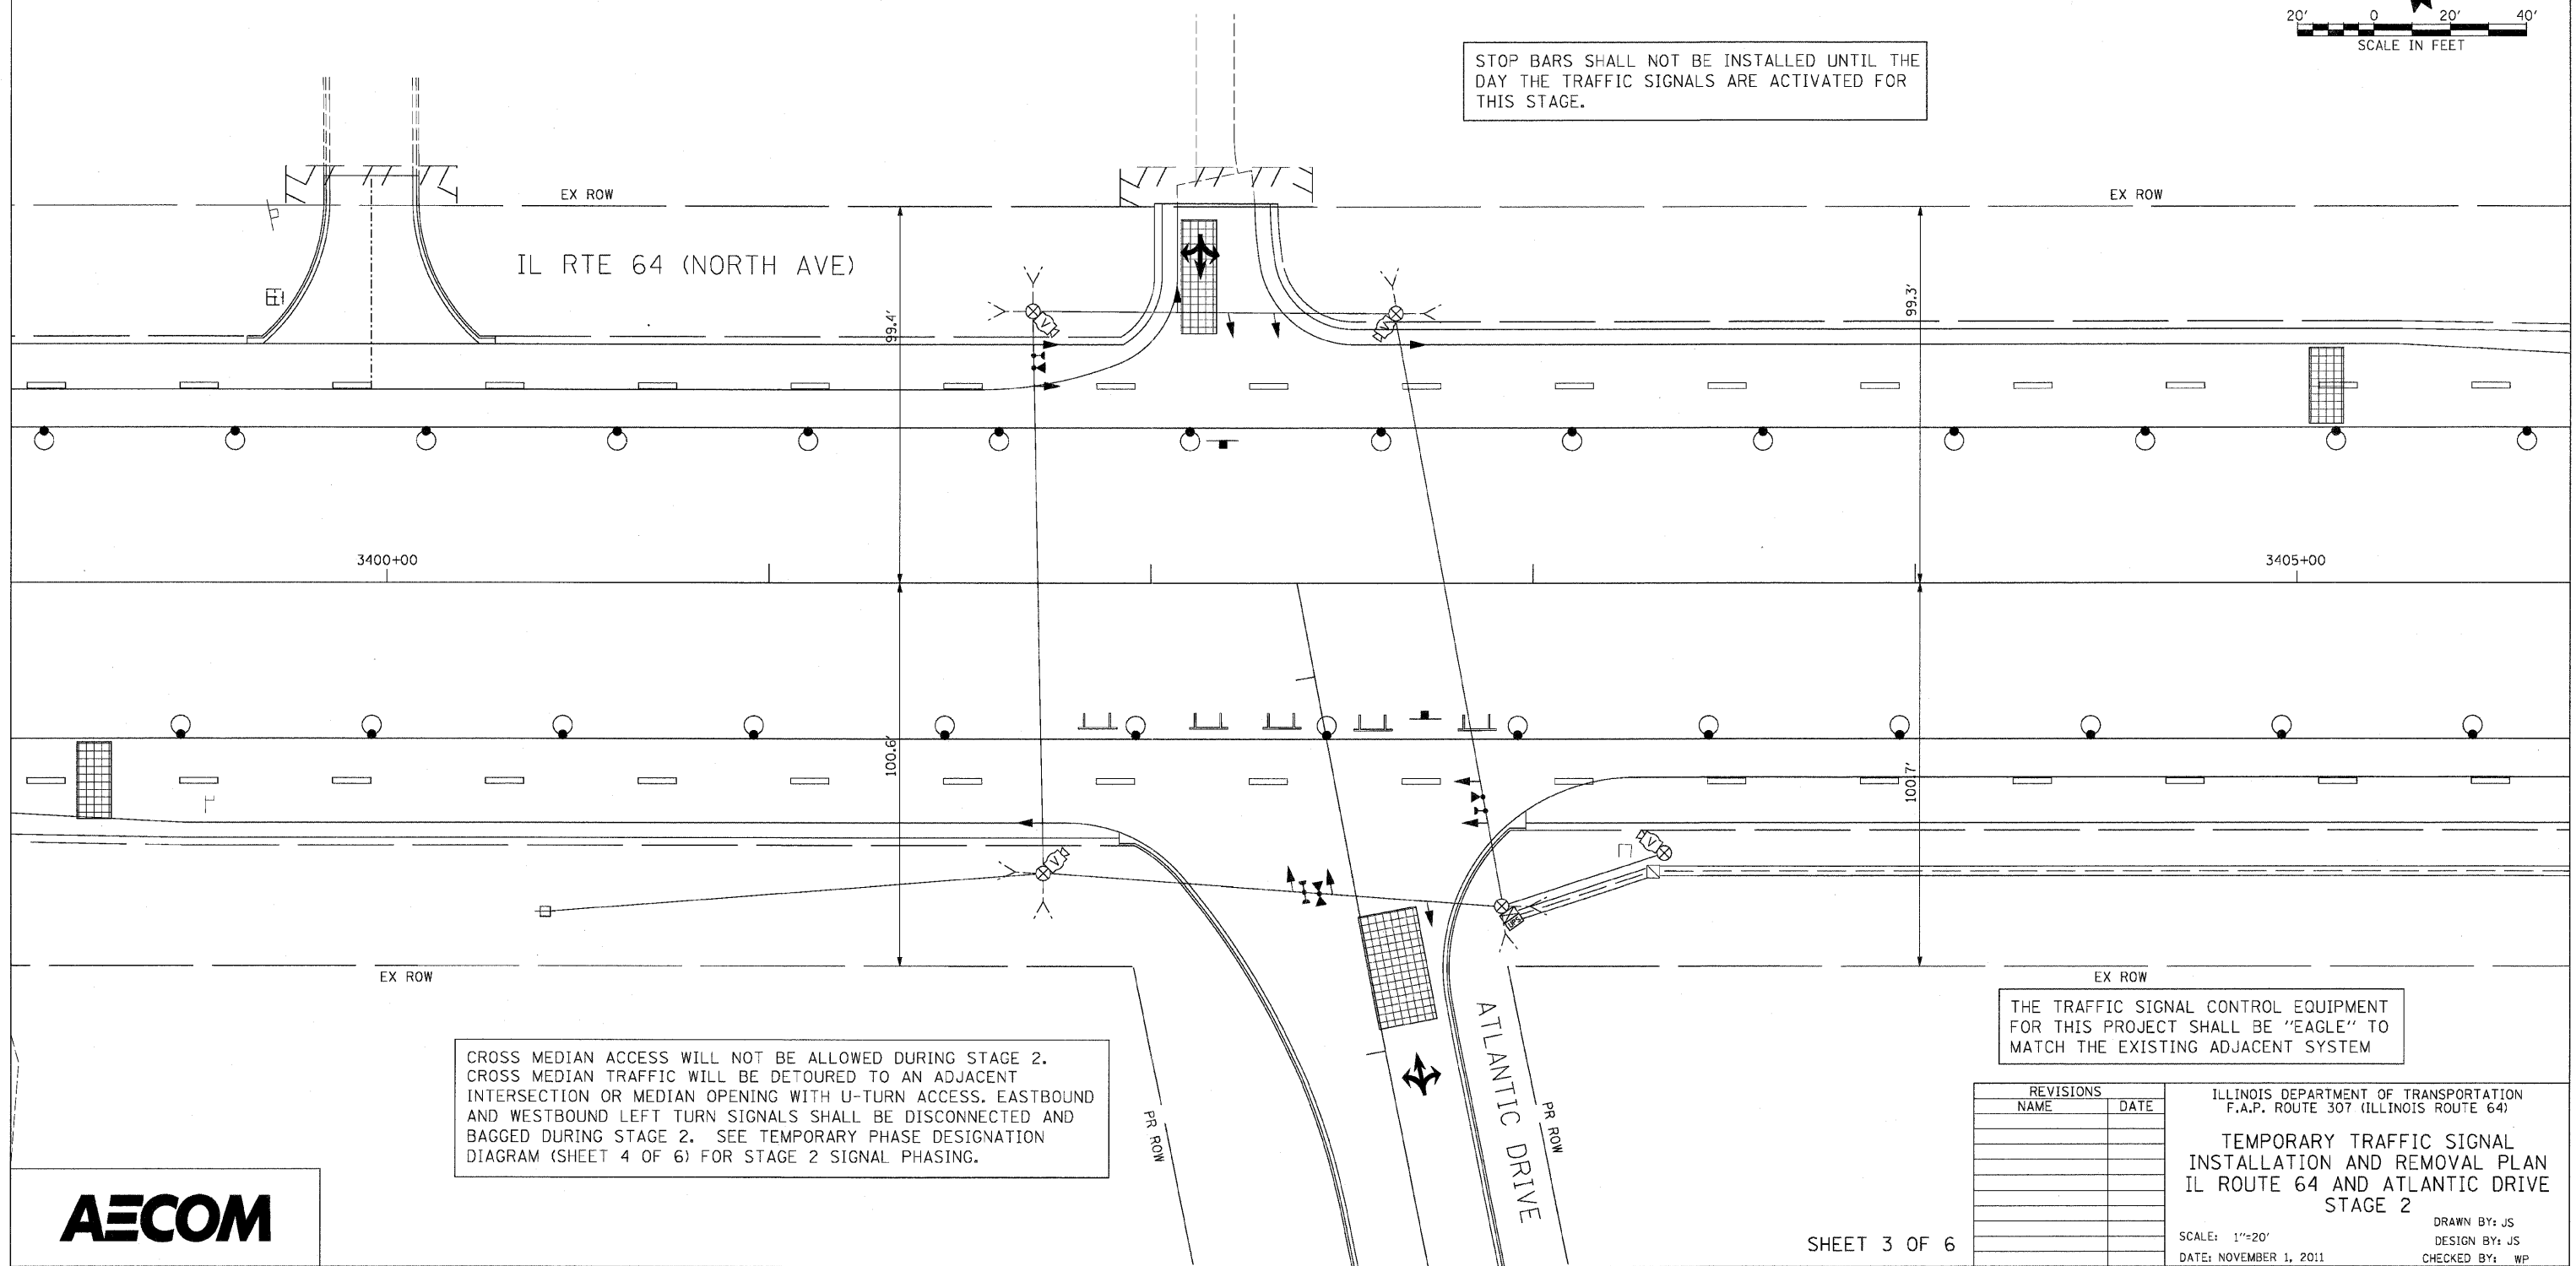 20' 0 20' 40'
SCALE IN FEET
STOP BARS SHALL NOT BE INSTALLED UNTIL THE
DAY THE TRAFFIC SIGNALS ARE ACTIVATED FOR
THIS STAGE.
EX ROW
EX ROW
IL RTE 64 (NORTH AVE)
99.4'
99.3'
3400+00
3405+00
100.6'
100.7'
EX ROW
EX ROW
THE TRAFFIC SIGNAL CONTROL EQUIPMENT
FOR THIS PROJECT SHALL BE "EAGLE" TO
MATCH THE EXISTING ADJACENT SYSTEM
CROSS MEDIAN ACCESS WILL NOT BE ALLOWED DURING STAGE 2.
CROSS MEDIAN TRAFFIC WILL BE DETOURED TO AN ADJACENT
INTERSECTION OR MEDIAN OPENING WITH U-TURN ACCESS. EASTBOUND
AND WESTBOUND LEFT TURN SIGNALS SHALL BE DISCONNECTED AND
BAGGED DURING STAGE 2. SEE TEMPORARY PHASE DESIGNATION
DIAGRAM (SHEET 4 OF 6) FOR STAGE 2 SIGNAL PHASING.
PR ROW
ATLANTIC DRIVE
PR ROW
AECOM
SHEET 3 OF 6
REVISIONS
NAME DATE
ILLINOIS DEPARTMENT OF TRANSPORTATION
F.A.P. ROUTE 307 (ILLINOIS ROUTE 64)
TEMPORARY TRAFFIC SIGNAL
INSTALLATION AND REMOVAL PLAN
IL ROUTE 64 AND ATLANTIC DRIVE
STAGE 2
DRAWN BY: JS
SCALE: 1"=20'
DESIGN BY: JS
DATE: NOVEMBER 1, 2011
CHECKED BY: WP